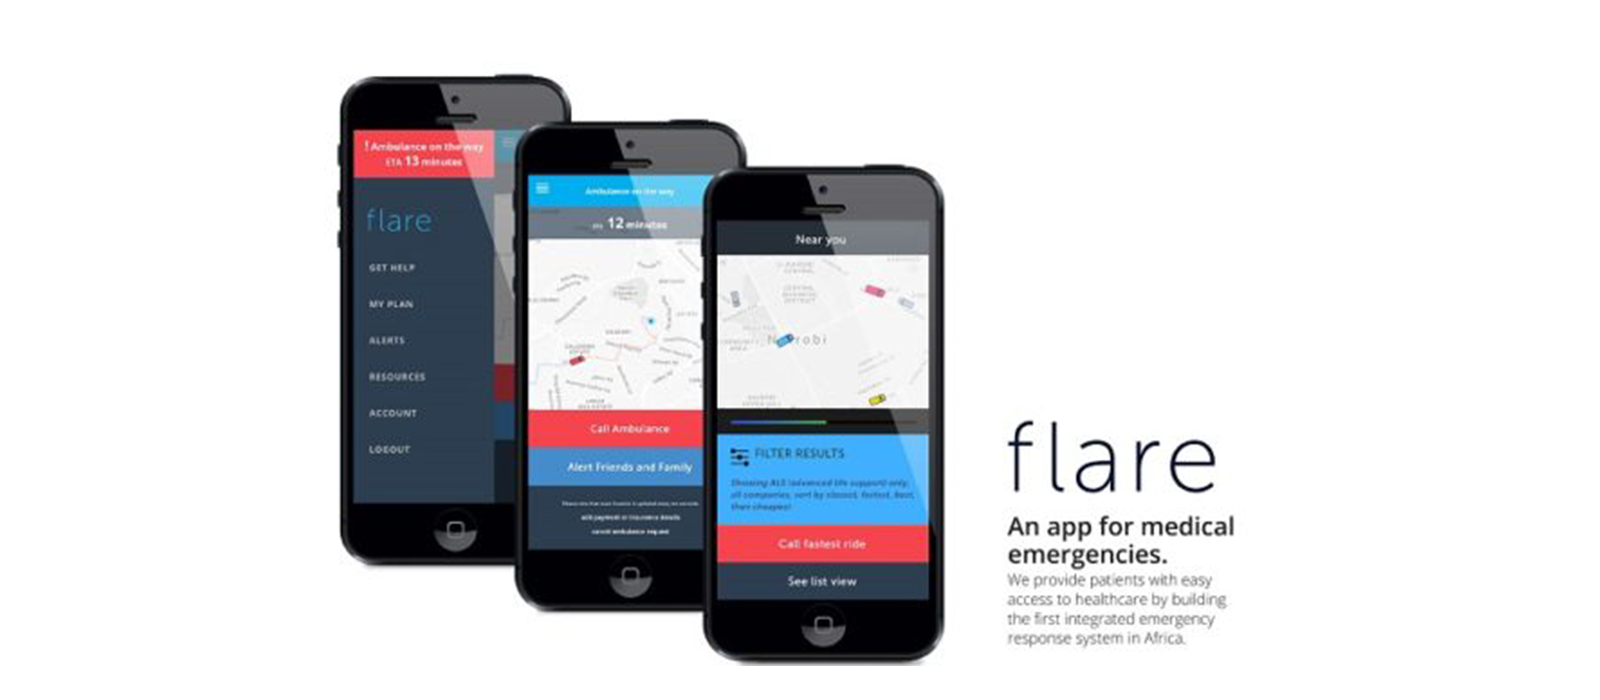 ! Ambulance on the way
ETA 13 minutes
flare
GET HELP
MY PLAN
ALERTS
RESOURCES
ACCOUNT
LOGOUT
Ambulance on the way
ETA 12 minutes
Call Ambulance
Alert Friends and Family
add payment or insurance details
cancel ambulance request
Near you
Nairobi
FILTER RESULTS
Showing ALS (advanced life support) only;
all companies, sort by closest, fastest, best,
then cheapest
Call fastest ride
See list view
flare
An app for medical
emergencies.
We provide patients with easy
access to healthcare by building
the first integrated emergency
response system in Africa.